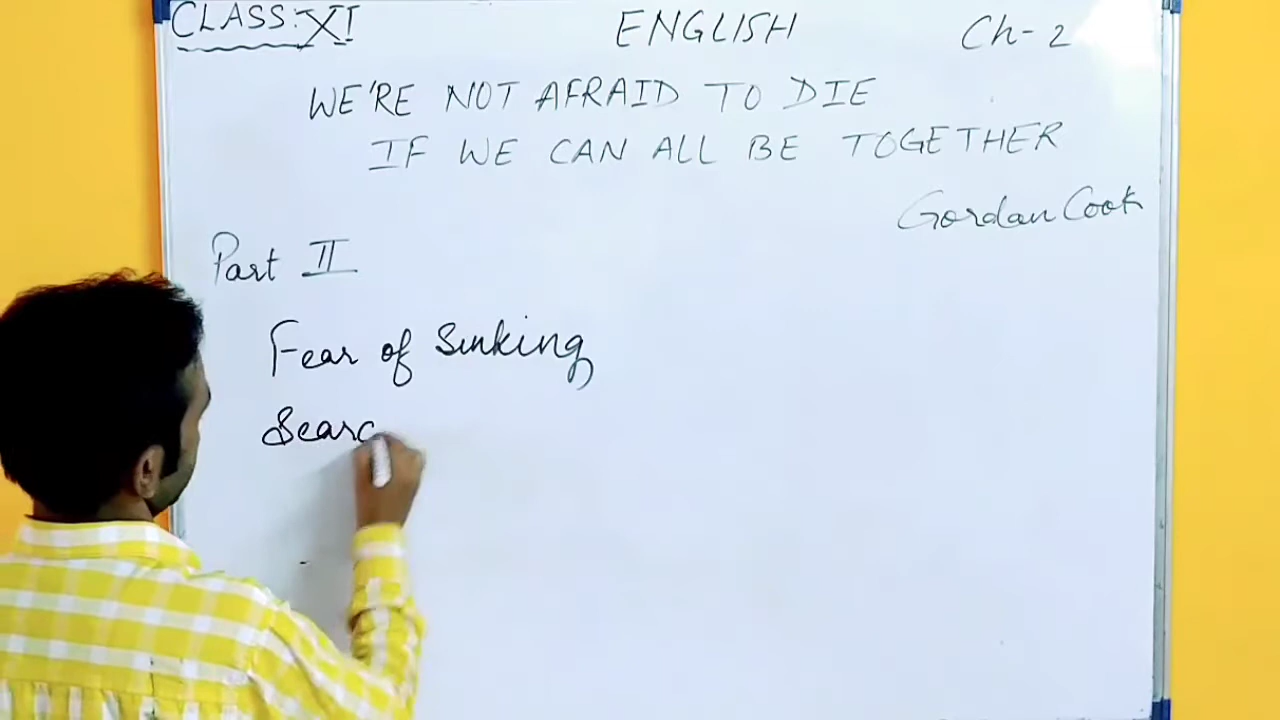 CLASS: XI ENGLISH Ch- 2
WE'RE NOT AFRAID TO DIE
IF WE CAN ALL BE TOGETHER
Gordan Cook
Part II
Fear of Sinking
Searc